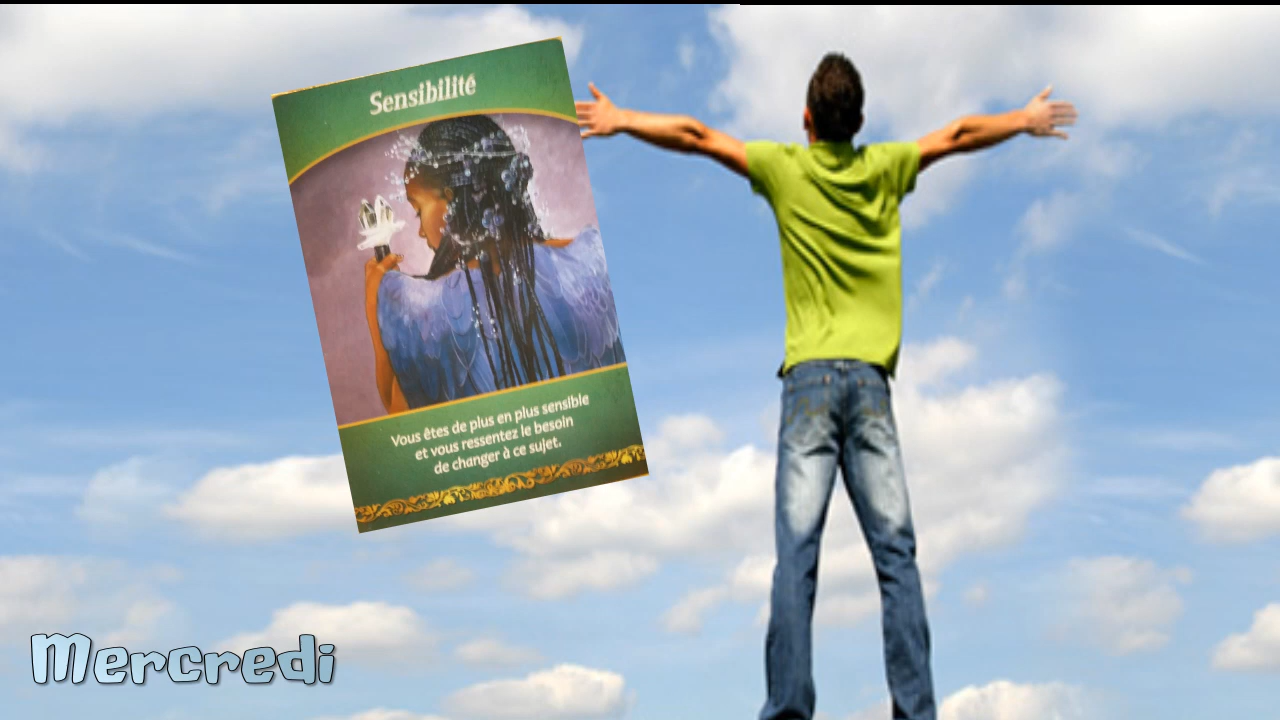 Sensibilité
Vous êtes de plus en plus sensible
et vous ressentez le besoin
de changer à ce sujet.
Mercredi